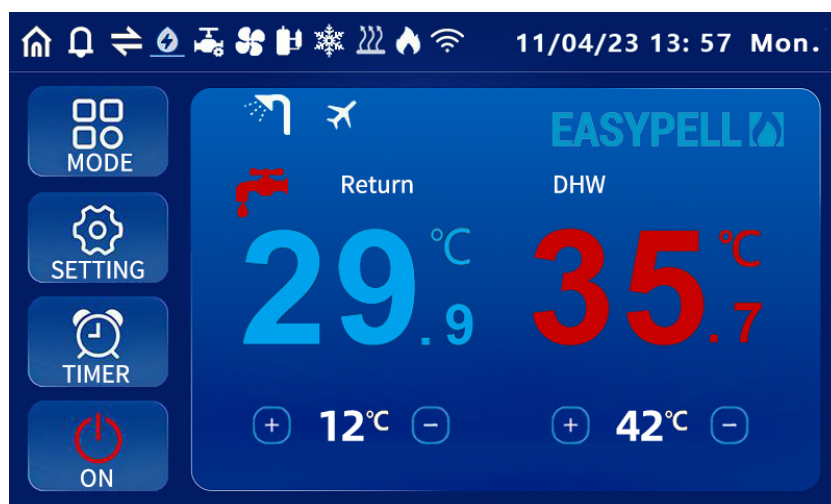 11/04/23 13: 57 Mon.
MODE
EASYPELL
Return DHW
SETTING
29.9 °C 35.7 °C
TIMER
12°C 42°C
ON